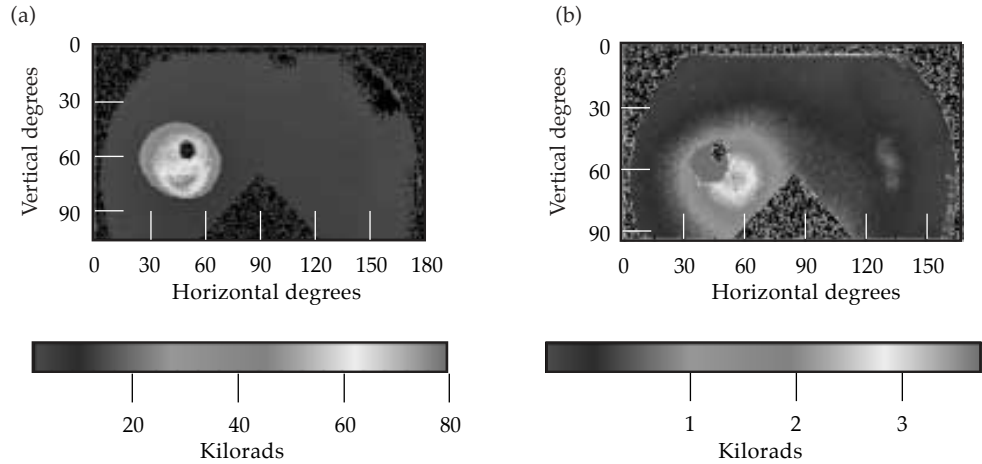 (a)
0
30
60
90
Vertical degrees
0 30 60 90 120 150 180
Horizontal degrees
20 40 60 80
Kilorads
(b)
0
30
60
90
Vertical degrees
0 30 60 90 120 150
Horizontal degrees
1 2 3
Kilorads